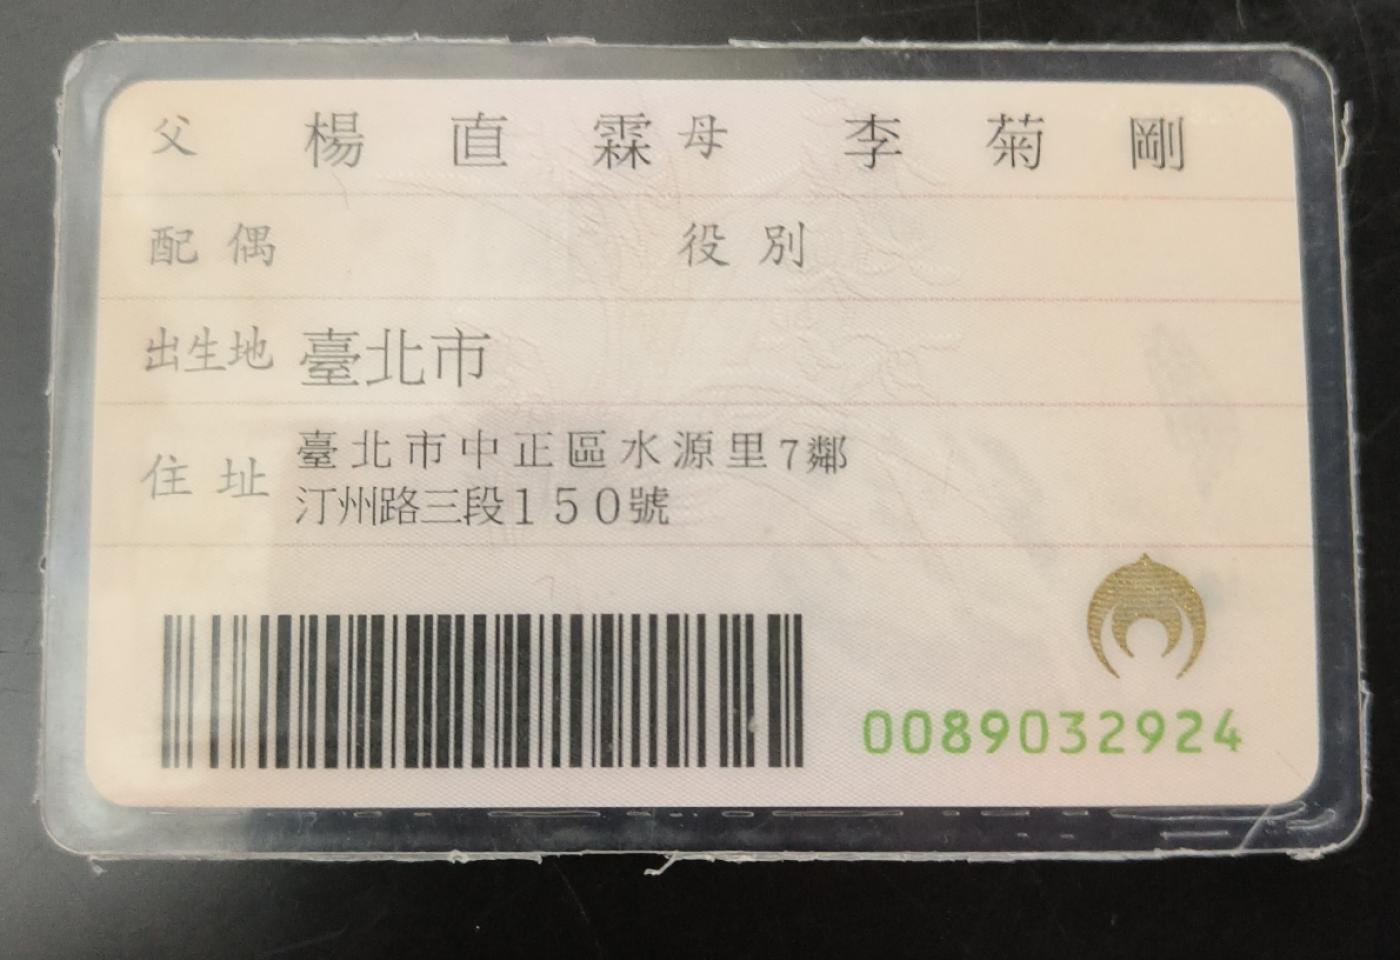 父 楊直霖 母 李菊剛
配偶 役別
出生地 臺北市
住址 臺北市中正區水源里7鄰
汀州路三段150號
0089032924